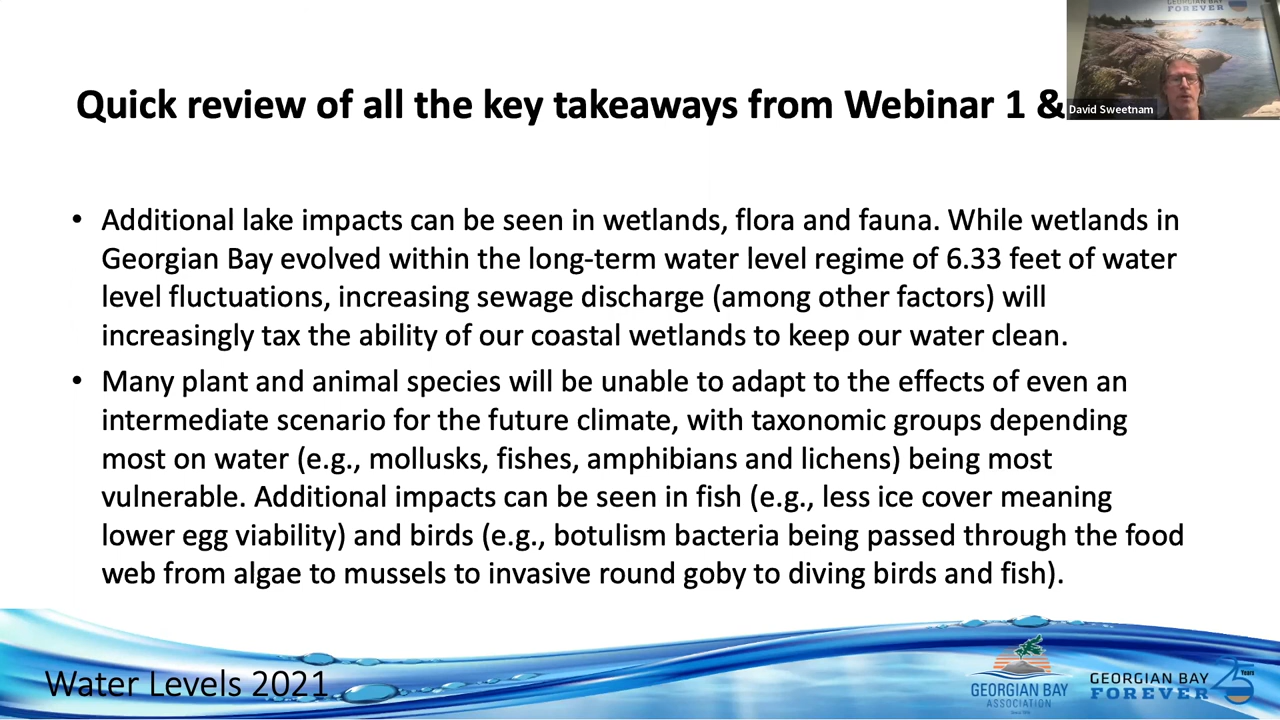 GEORGIAN BAY
FOREVER
David Sweetnam
Quick review of all the key takeaways from Webinar 1 &
• Additional lake impacts can be seen in wetlands, flora and fauna. While wetlands in
Georgian Bay evolved within the long-term water level regime of 6.33 feet of water
level fluctuations, increasing sewage discharge (among other factors) will
increasingly tax the ability of our coastal wetlands to keep our water clean.
• Many plant and animal species will be unable to adapt to the effects of even an
intermediate scenario for the future climate, with taxonomic groups depending
most on water (e.g., mollusks, fishes, amphibians and lichens) being most
vulnerable. Additional impacts can be seen in fish (e.g., less ice cover meaning
lower egg viability) and birds (e.g., botulism bacteria being passed through the food
web from algae to mussels to invasive round goby to diving birds and fish).
Water Levels 2021
GEORGIAN BAY
ASSOCIATION
GEORGIAN BAY
FOREVER
25 Years